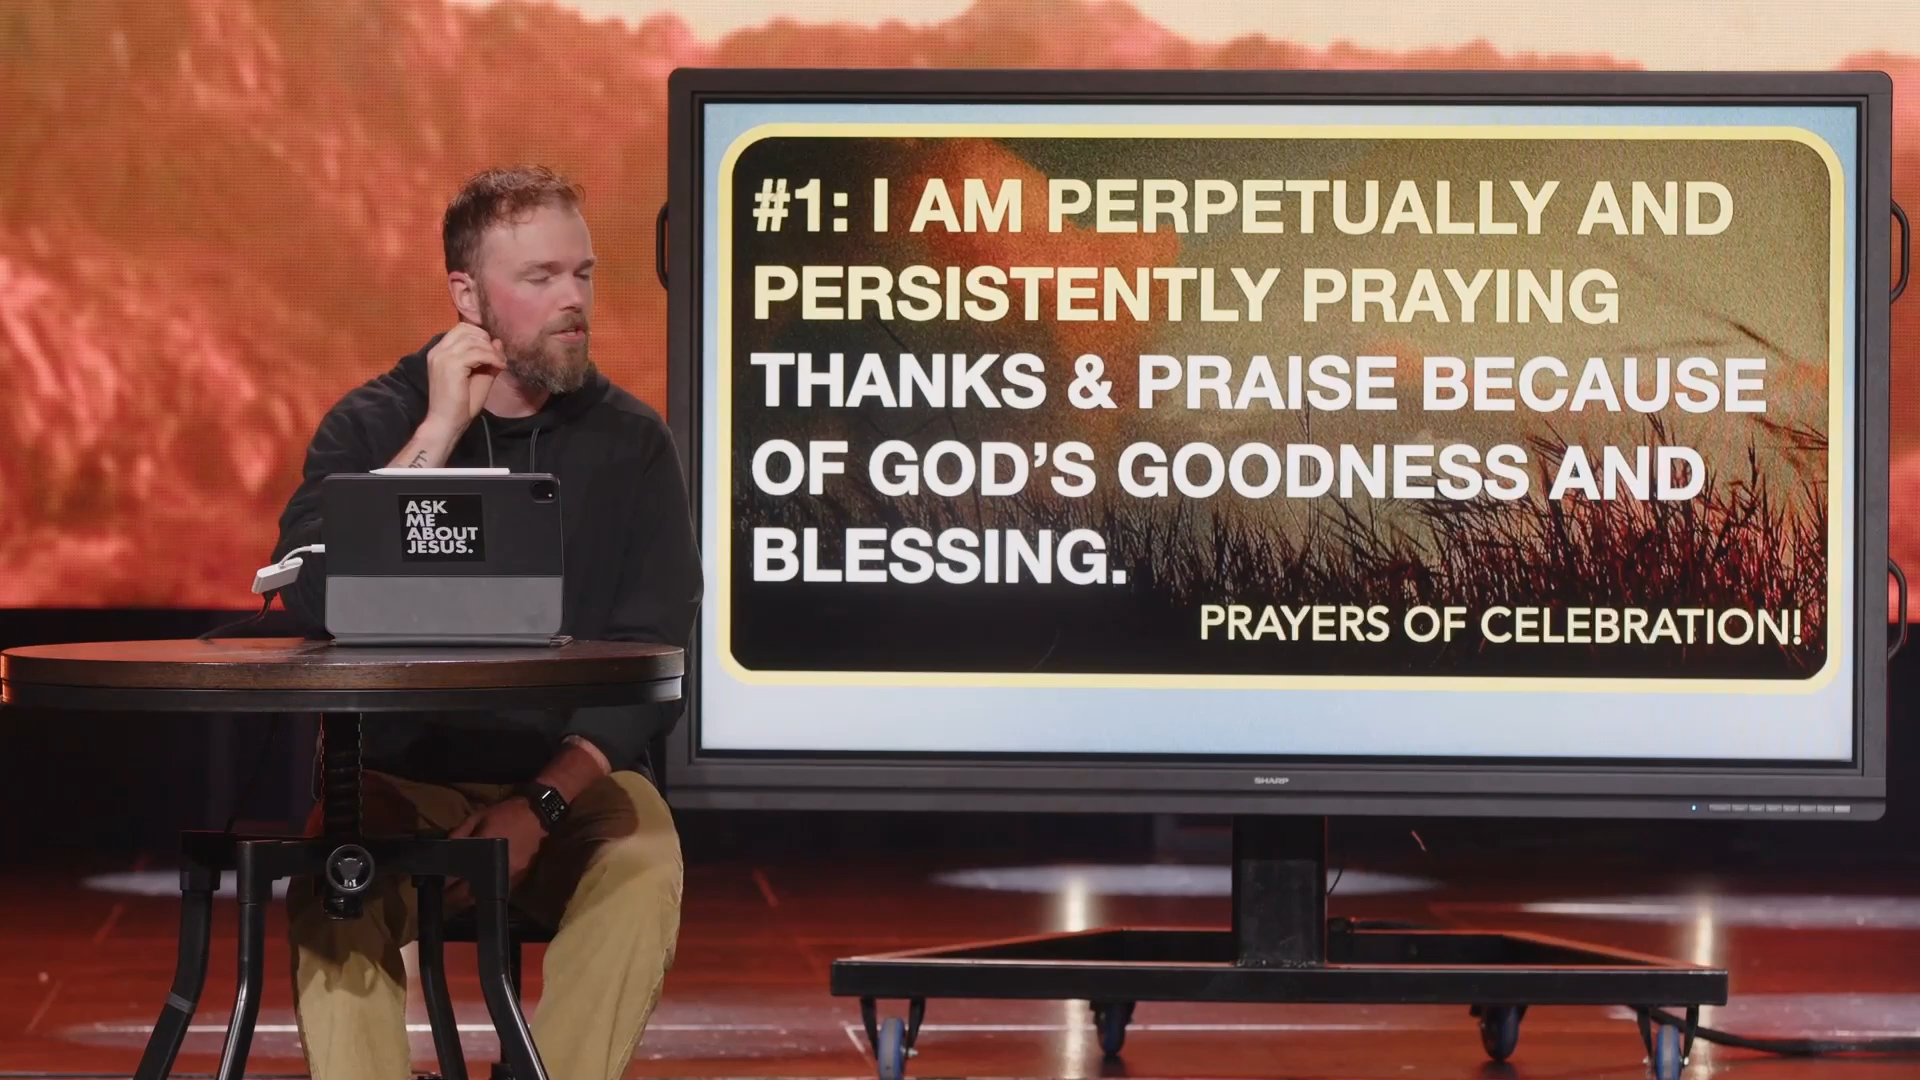 #1: I AM PERPETUALLY AND
PERSISTENTLY PRAYING
THANKS & PRAISE BECAUSE
OF GOD'S GOODNESS AND
BLESSING.
PRAYERS OF CELEBRATION!
ASK
ME
ABOUT
JESUS.
SHARP